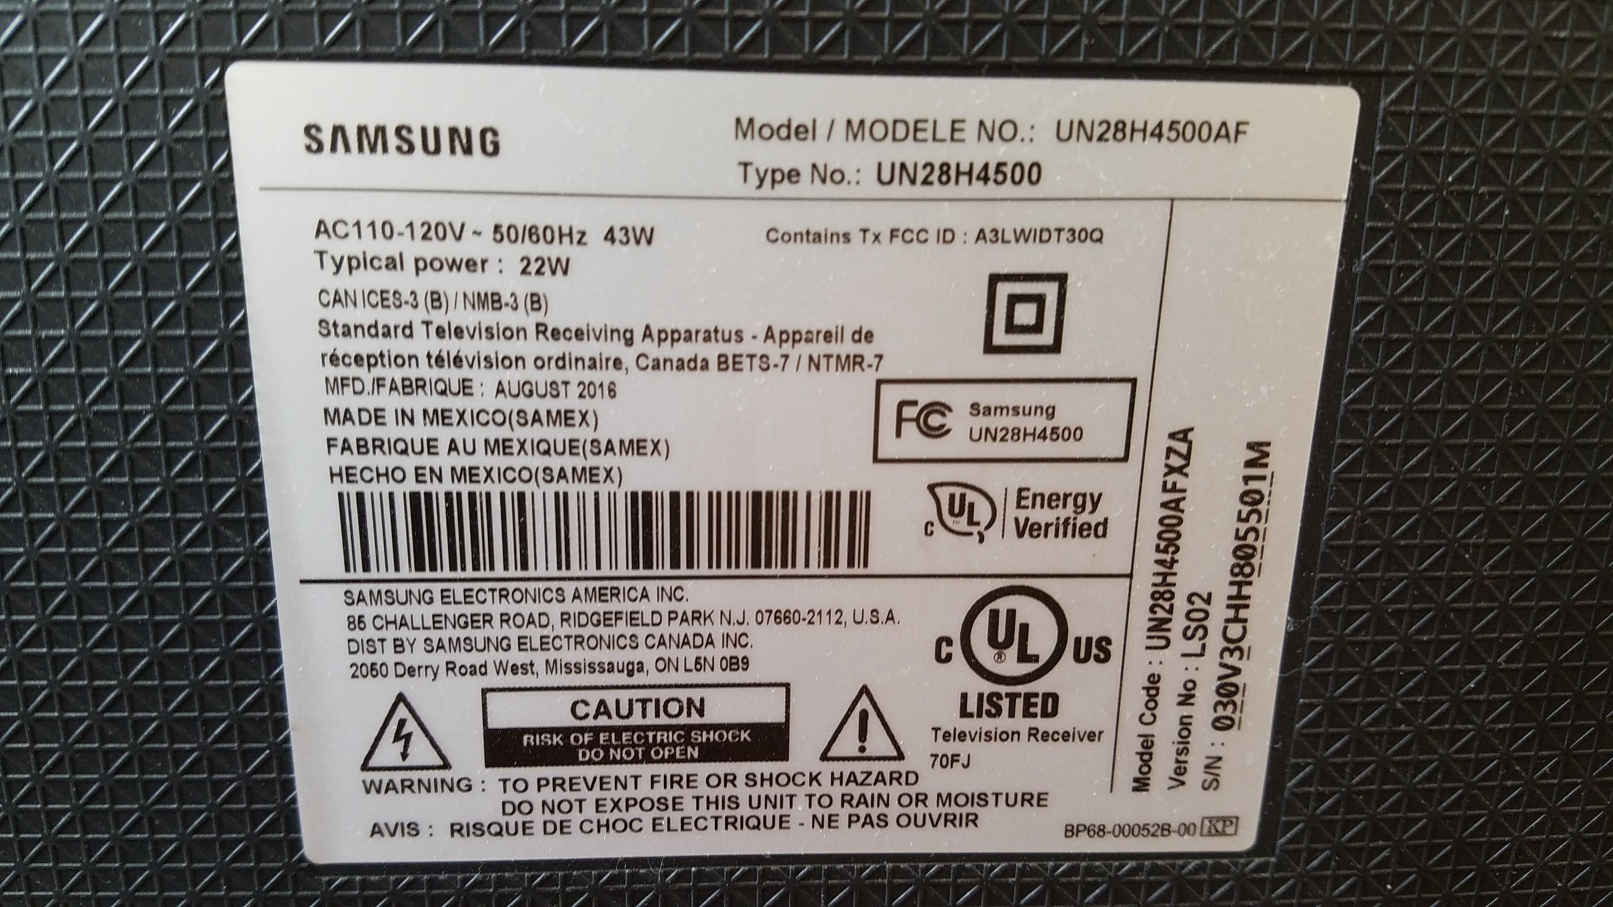 SAMSUNG
Model / MODELE NO.: UN28H4500AF
Type No.: UN28H4500
AC110-120V ~ 50/60Hz 43W
Typical power : 22W
Contains Tx FCC ID : A3LWIDT30Q
CAN ICES-3 (B) / NMB-3 (B)
Standard Television Receiving Apparatus - Appareil de
réception télévision ordinaire, Canada BETS-7 / NTMR-7
MFD./FABRIQUE : AUGUST 2016
MADE IN MEXICO(SAMEX)
FABRIQUE AU MEXIQUE(SAMEX)
HECHO EN MEXICO(SAMEX)
FC Samsung
UN28H4500
C UL Energy
Verified
SAMSUNG ELECTRONICS AMERICA INC.
85 CHALLENGER ROAD, RIDGEFIELD PARK N.J. 07660-2112, U.S.A.
DIST BY SAMSUNG ELECTRONICS CANADA INC.
2050 Derry Road West, Mississauga, ON L5N 0B9
C UL ® US
LISTED
Television Receiver
70FJ
CAUTION
RISK OF ELECTRIC SHOCK
DO NOT OPEN
WARNING : TO PREVENT FIRE OR SHOCK HAZARD
DO NOT EXPOSE THIS UNIT TO RAIN OR MOISTURE
AVIS : RISQUE DE CHOC ELECTRIQUE - NE PAS OUVRIR
BP68-00052B-00 XP
Model Code : UN28H4500AFXZA
Version No : LS02
S/N : 030V3CHH805501M